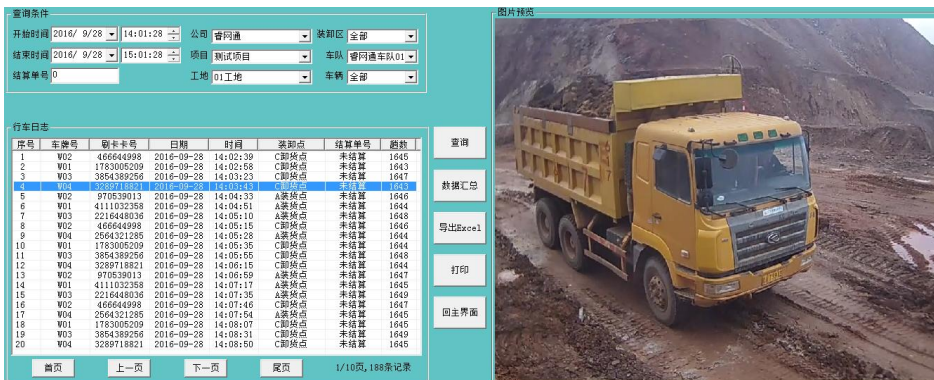 查询条件
图片预览
开始时间 2016/ 9/28 14:01:28 公司 睿网通 装卸区 全部
结束时间 2016/ 9/28 15:01:28 项目 测试项目 车队 睿网通车队01
结算单号 0 工地 01工地 车辆 全部
行车日志
序号 车牌号 刷卡卡号 日期 时间 装卸点 结算单号 趟数
1 W02 466644998 2016-09-28 14:02:39 C卸货点 未结算 1645
2 W01 1783005209 2016-09-28 14:02:58 C卸货点 未结算 1643
3 W03 3854389256 2016-09-28 14:03:23 C卸货点 未结算 1647
4 W04 3289718821 2016-09-28 14:03:43 C卸货点 未结算 1643
5 W02 970539013 2016-09-28 14:04:33 A装货点 未结算 1646
6 W01 4111032358 2016-09-28 14:04:51 A装货点 未结算 1644
7 W03 2216448036 2016-09-28 14:05:10 A装货点 未结算 1648
8 W02 466644998 2016-09-28 14:05:15 C卸货点 未结算 1646
9 W04 2564321285 2016-09-28 14:05:28 A装货点 未结算 1644
10 W01 1783005209 2016-09-28 14:05:35 C卸货点 未结算 1644
11 W03 3854389256 2016-09-28 14:05:55 C卸货点 未结算 1648
12 W04 3289718821 2016-09-28 14:06:15 C卸货点 未结算 1644
13 W02 970539013 2016-09-28 14:06:59 A装货点 未结算 1647
14 W01 4111032358 2016-09-28 14:07:17 A装货点 未结算 1645
15 W03 2216448036 2016-09-28 14:07:35 A装货点 未结算 1649
16 W02 466644998 2016-09-28 14:07:46 C卸货点 未结算 1647
17 W04 2564321285 2016-09-28 14:07:54 A装货点 未结算 1645
18 W01 1783005209 2016-09-28 14:08:07 C卸货点 未结算 1645
19 W03 3854389256 2016-09-28 14:08:31 C卸货点 未结算 1649
20 W04 3289718821 2016-09-28 14:08:50 C卸货点 未结算 1645
查询
数据汇总
导出Excel
打印
回主界面
首页 上一页 下一页 尾页 1/10页,188条记录